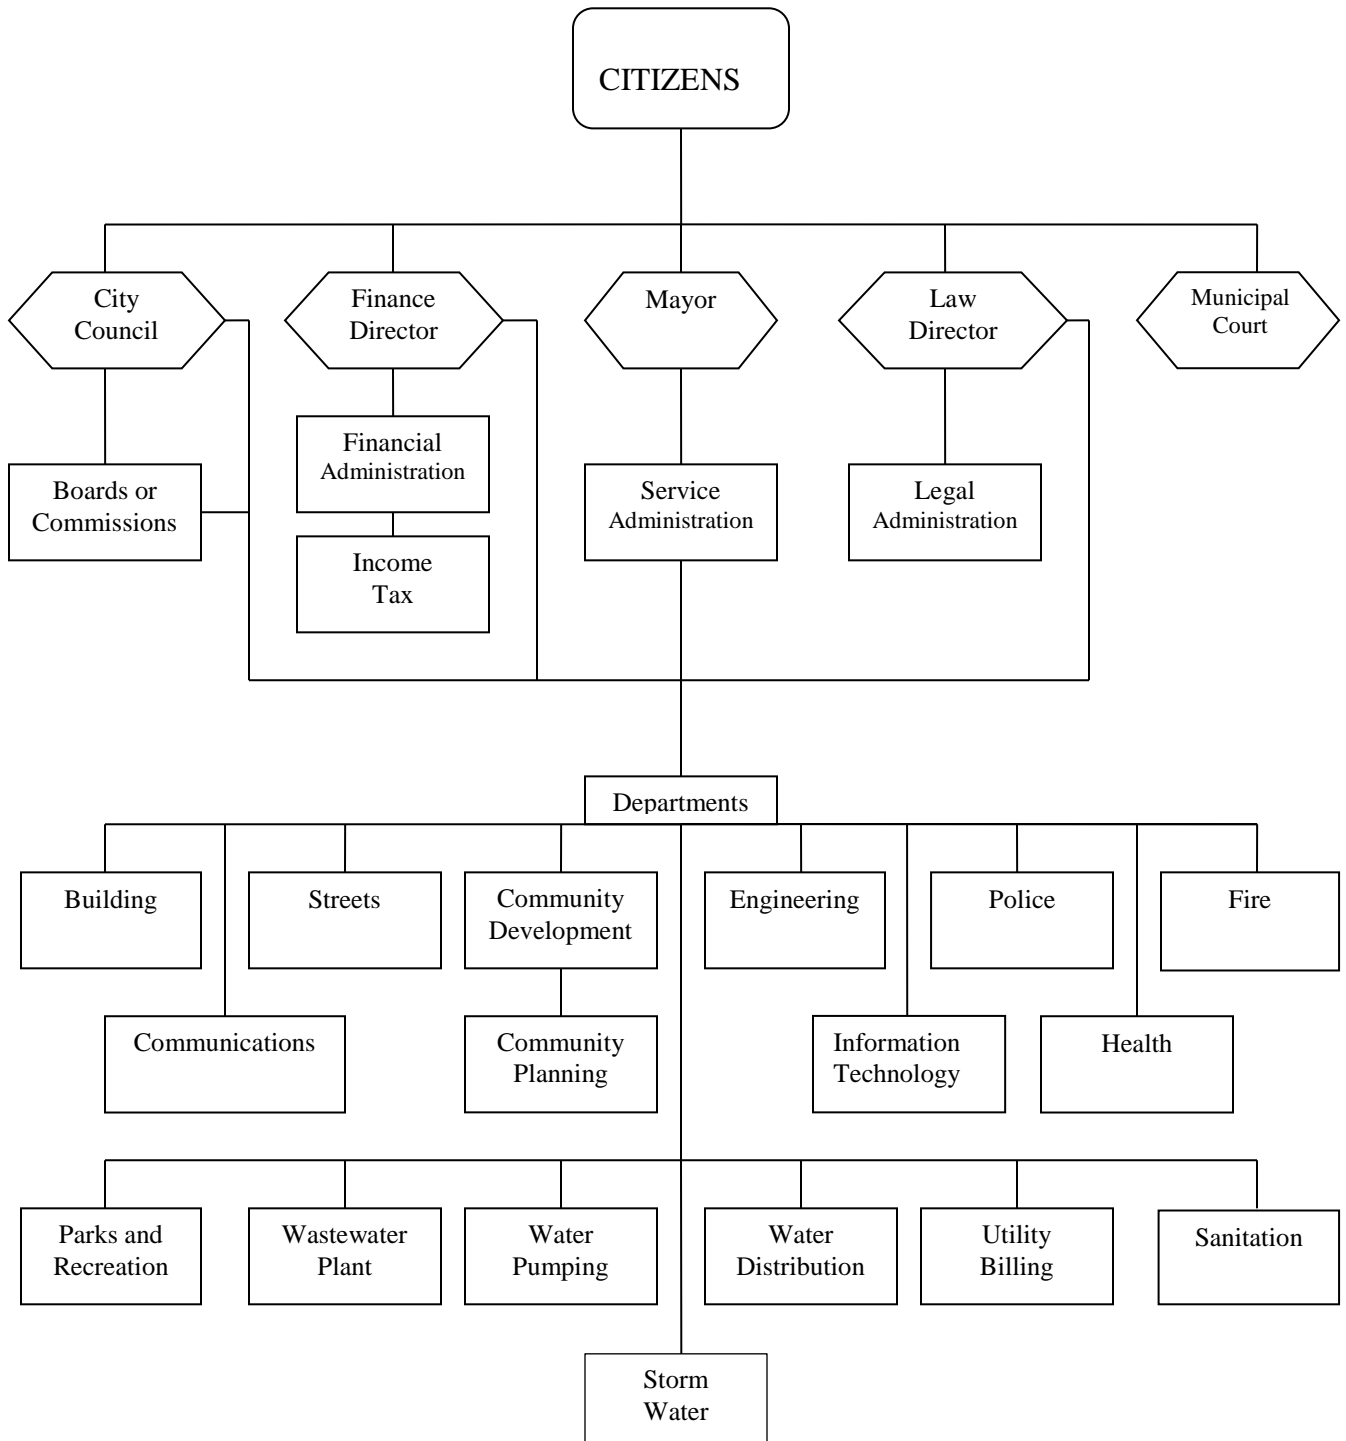 CITIZENS
City
Council
Finance
Director
Mayor
Law
Director
Municipal
Court
Boards or
Commissions
Financial
Administration
Income
Tax
Service
Administration
Legal
Administration
Departments
Building
Streets
Community
Development
Engineering
Police
Fire
Communications
Community
Planning
Information
Technology
Health
Parks and
Recreation
Wastewater
Plant
Water
Pumping
Water
Distribution
Utility
Billing
Sanitation
Storm
Water